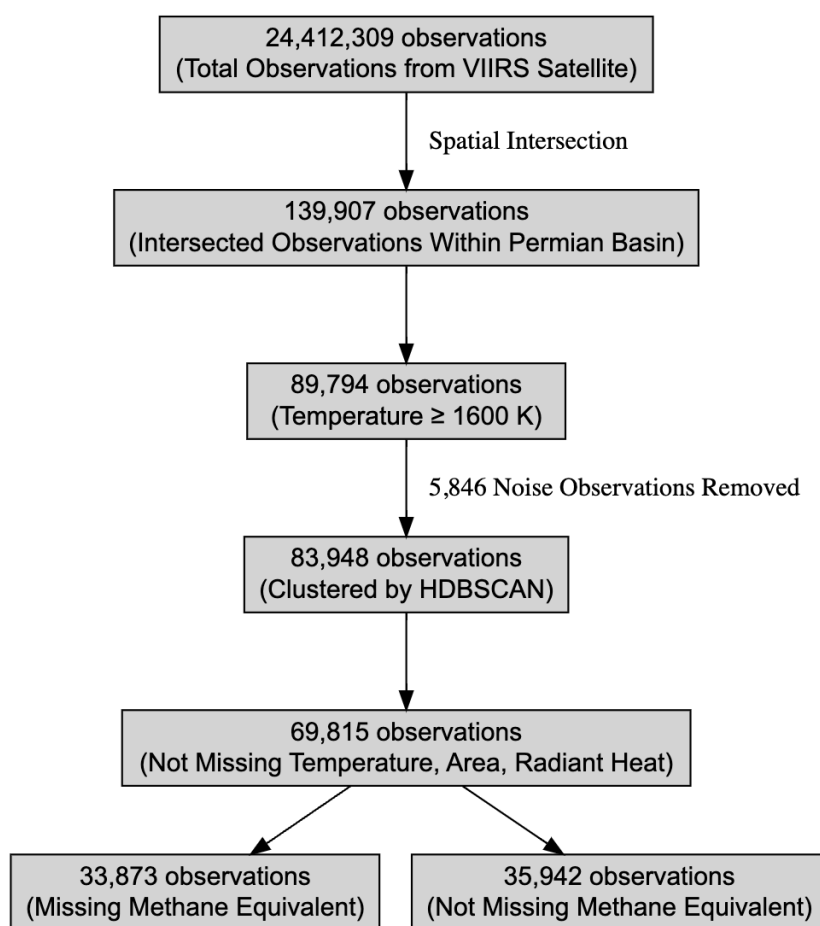 24,412,309 observations
(Total Observations from VIIRS Satellite)
Spatial Intersection
139,907 observations
(Intersected Observations Within Permian Basin)
89,794 observations
(Temperature ≥ 1600 K)
5,846 Noise Observations Removed
83,948 observations
(Clustered by HDBSCAN)
69,815 observations
(Not Missing Temperature, Area, Radiant Heat)
33,873 observations
(Missing Methane Equivalent)
35,942 observations
(Not Missing Methane Equivalent)